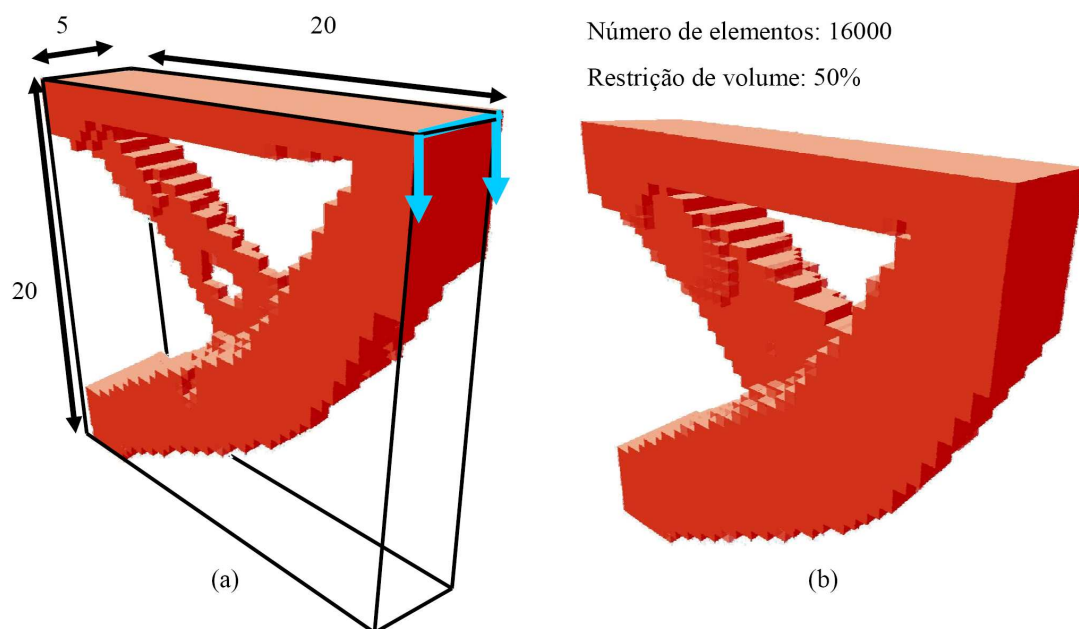 5
20
Número de elementos: 16000
Restrição de volume: 50%
20
(a)
(b)